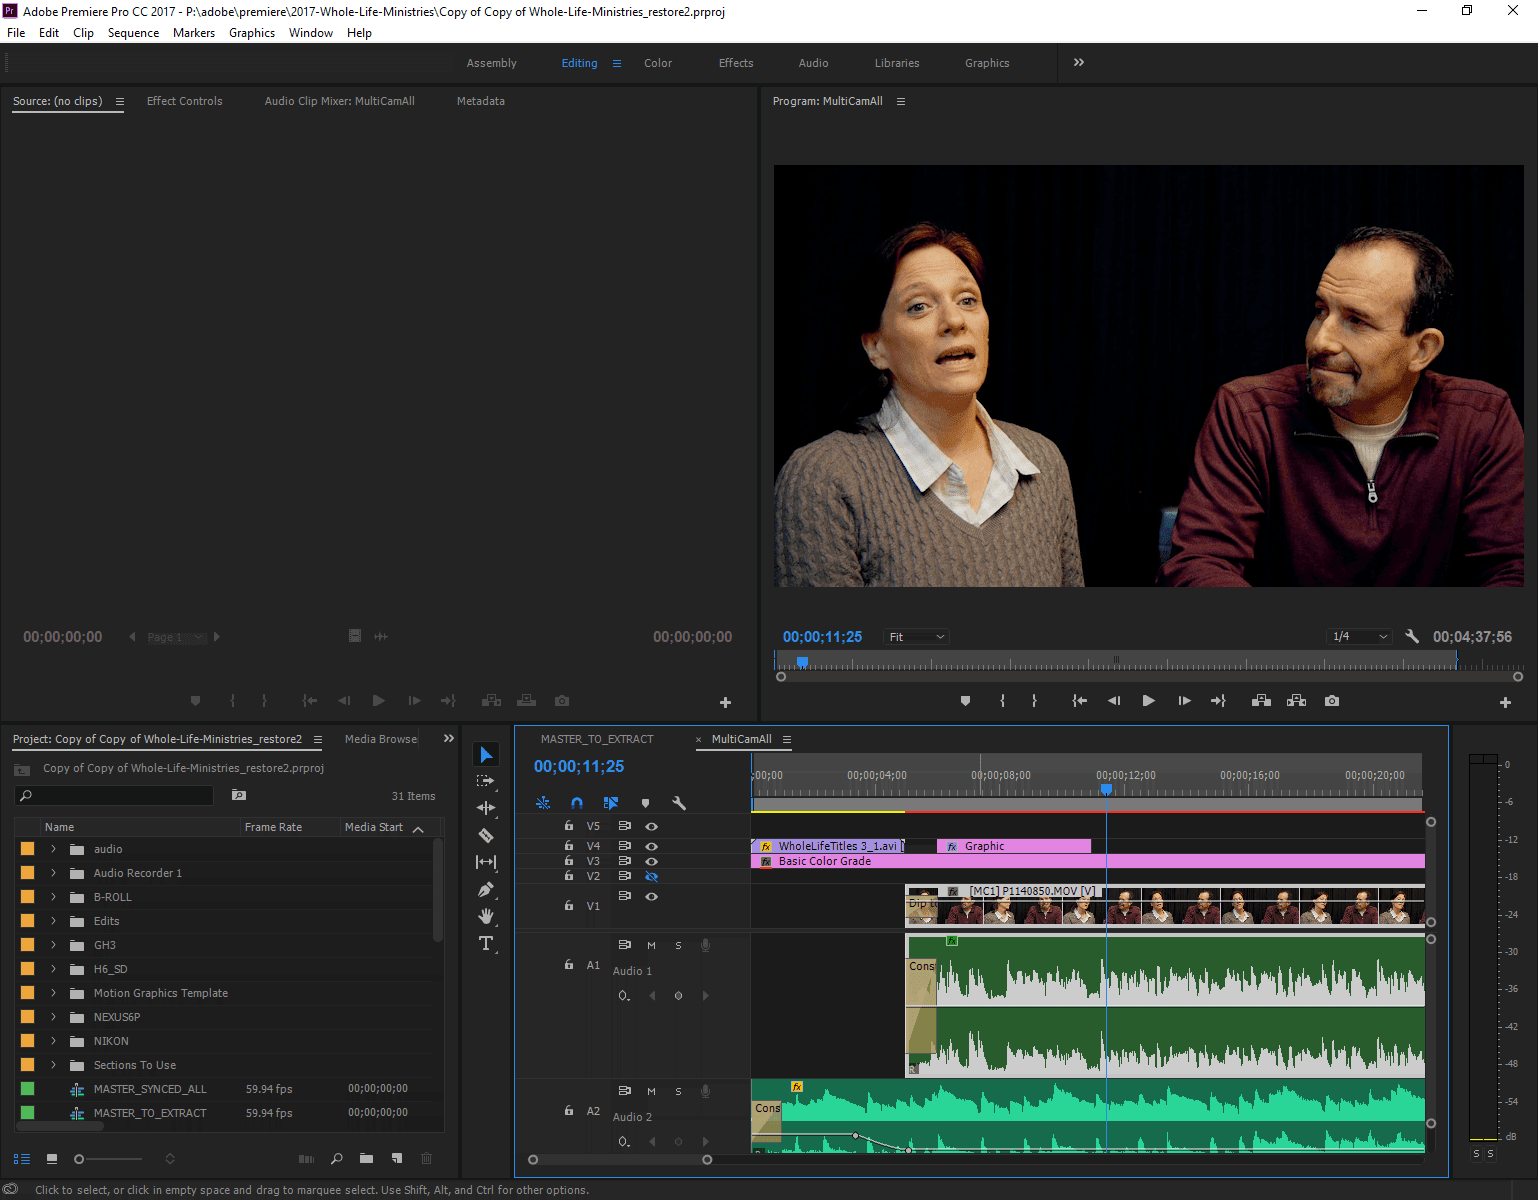 Pr Adobe Premiere Pro CC 2017 - P:\adobe\premiere\2017-Whole-Life-Ministries\Copy of Copy of Whole-Life-Ministries_restore2.prproj
File Edit Clip Sequence Markers Graphics Window Help
Assembly Editing Color Effects Audio Libraries Graphics
Source: (no clips) Effect Controls Audio Clip Mixer: MultiCamAll Metadata
Program: MultiCamAll
00;00;00;00 Page 1 00;00;00;00
00;00;11;25 Fit 1/4 00;04;37;56
Project: Copy of Copy of Whole-Life-Ministries_restore2 Media Browse
Copy of Copy of Whole-Life-Ministries_restore2.prproj
31 Items
Name Frame Rate Media Start
audio
Audio Recorder 1
B-ROLL
Edits
GH3
H6_SD
Motion Graphics Template
NEXUS6P
NIKON
Sections To Use
MASTER_SYNCED_ALL 59.94 fps 00;00;00;00
MASTER_TO_EXTRACT 59.94 fps 00;00;00;00
T
MASTER_TO_EXTRACT × MultiCamAll
00;00;11;25
;00;00 00;00;04;00 00;00;08;00 00;00;12;00 00;00;16;00 00;00;20;00
V5
V4 fx WholeLifeTitles 3_1.avi [ fx Graphic
V3 fx Basic Color Grade
V2
V1 fx [MC1] P1140850.MOV [V]
Dip to
A1 M S fx
Audio 1 Cons
R
A2 M S fx
Audio 2 Cons
0
-6
-12
-18
-24
-30
-36
-42
-48
-54
dB
S S
Click to select, or click in empty space and drag to marquee select. Use Shift, Alt, and Ctrl for other options.